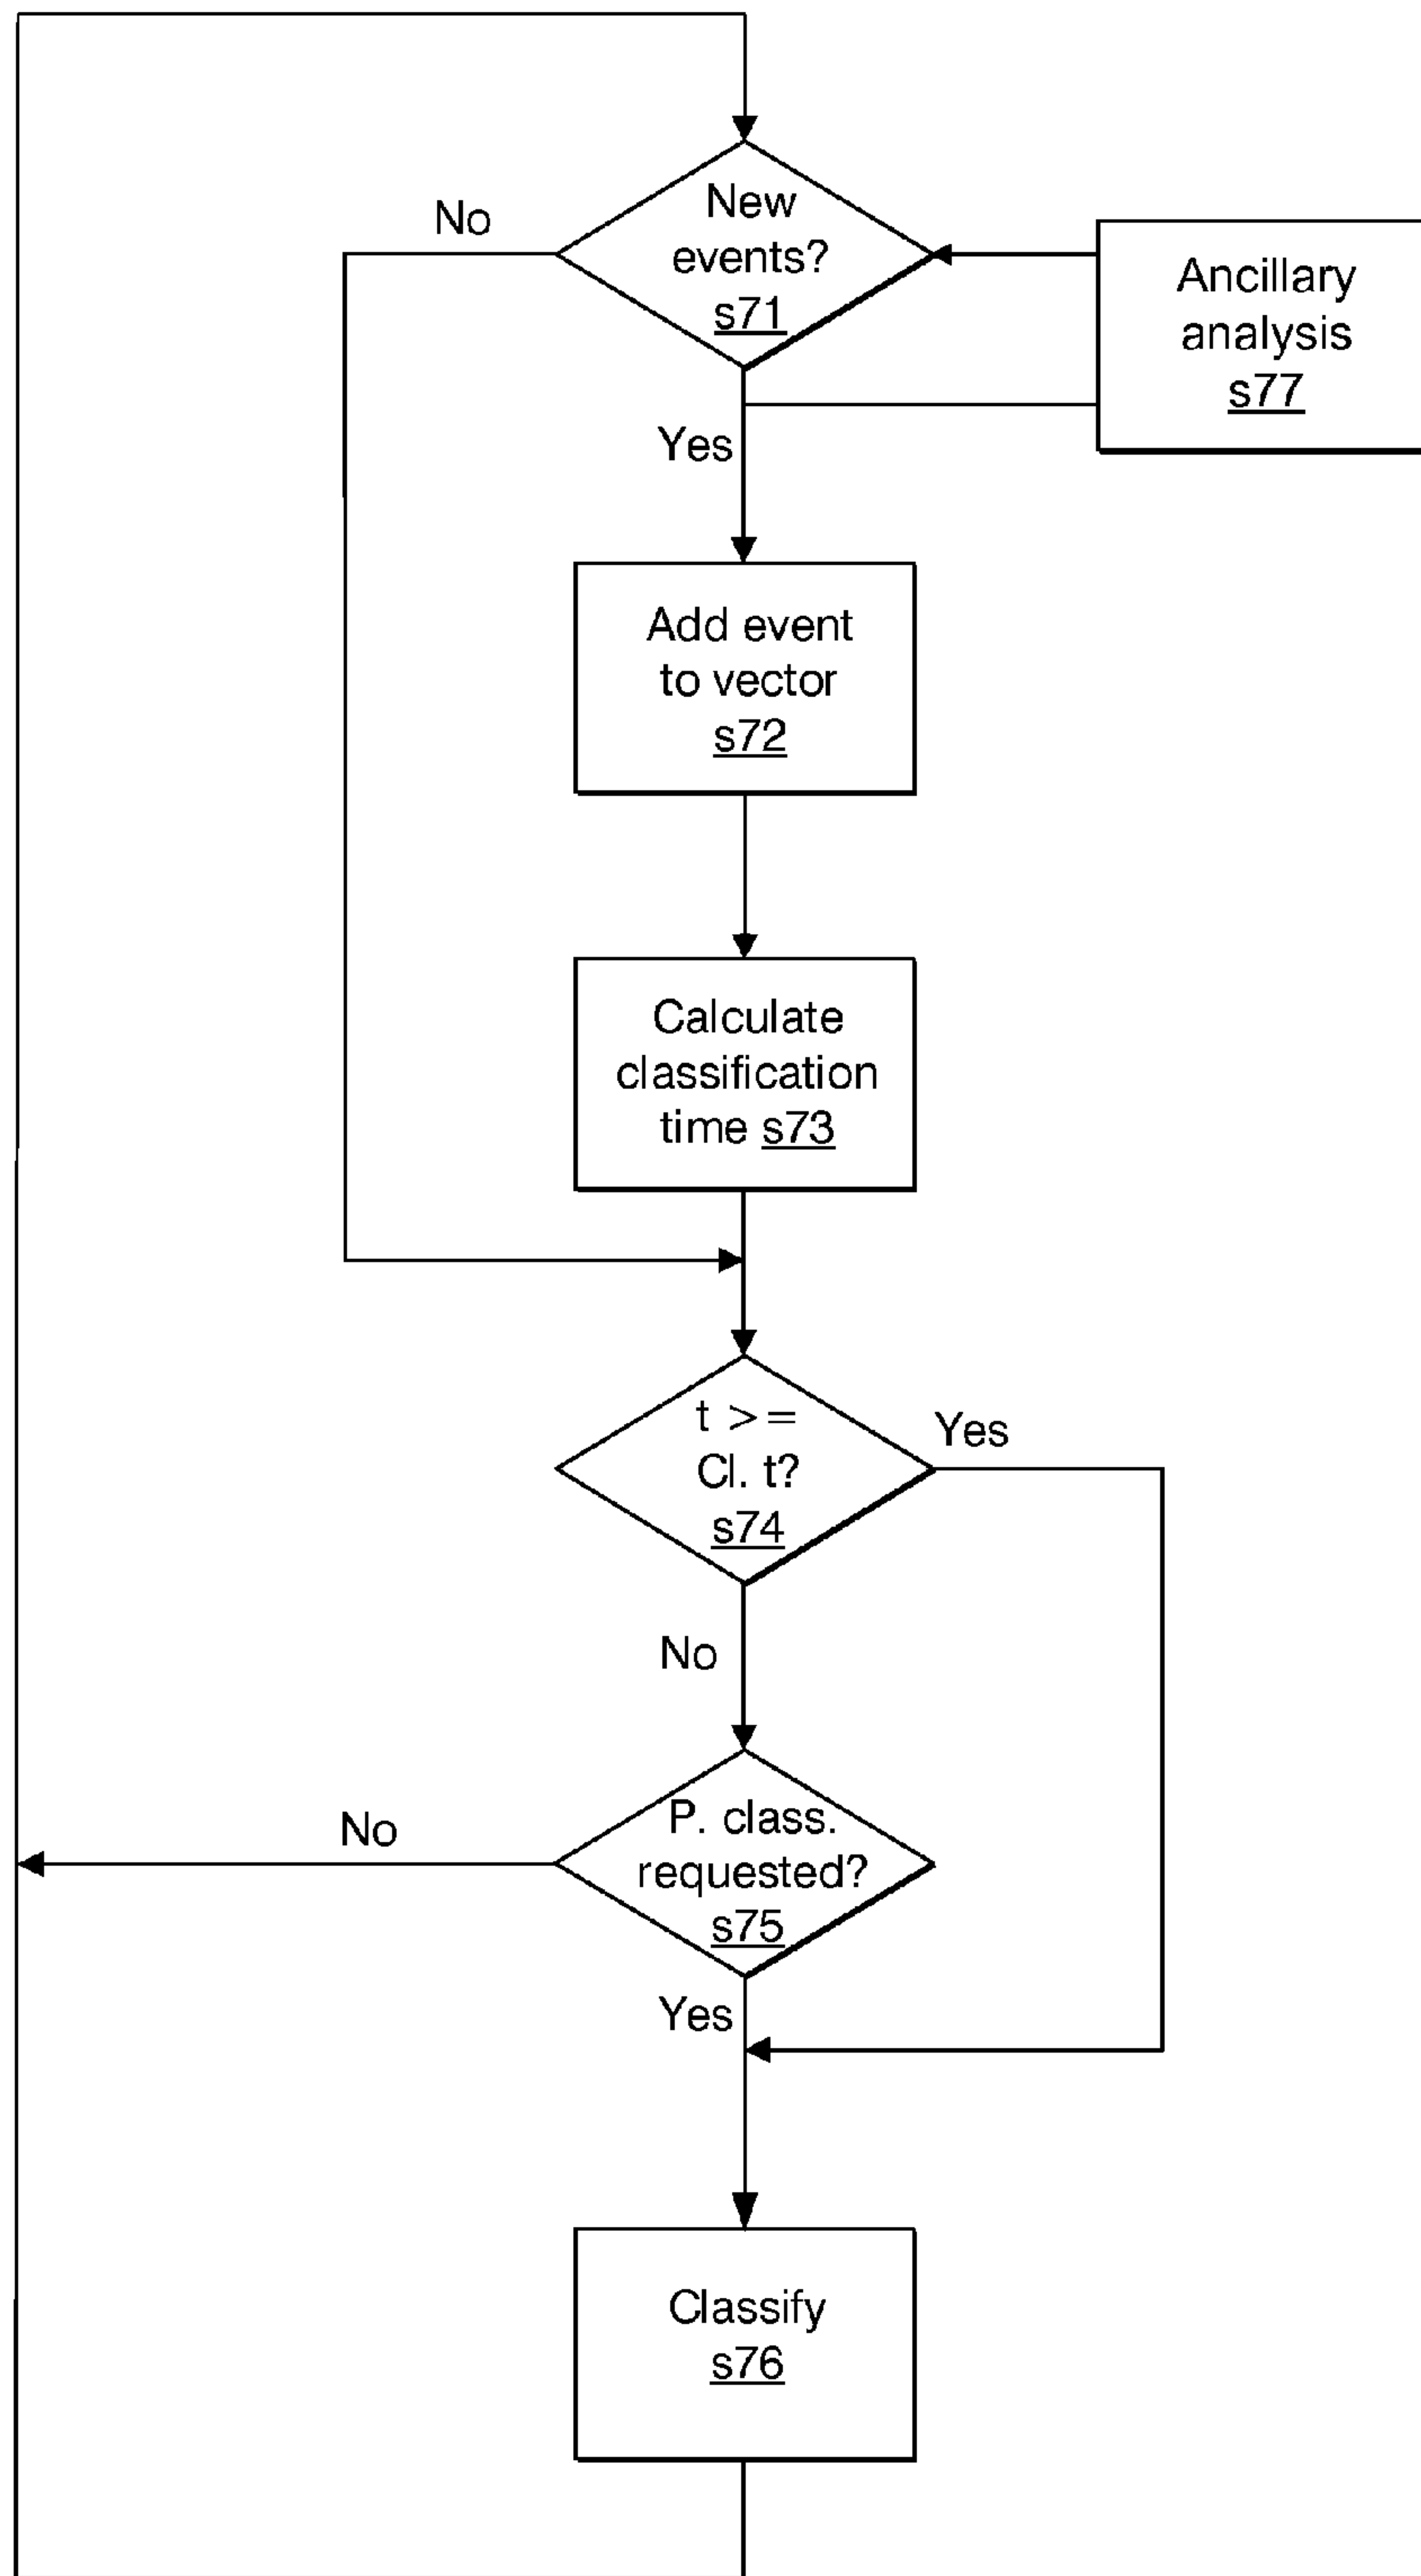 New
events?
s71
No
Ancillary
analysis
s77
Yes
Add event
to vector
s72
Calculate
classification
time s73
t >=
Cl. t?
s74
Yes
No
P. class.
requested?
s75
No
Yes
Classify
s76